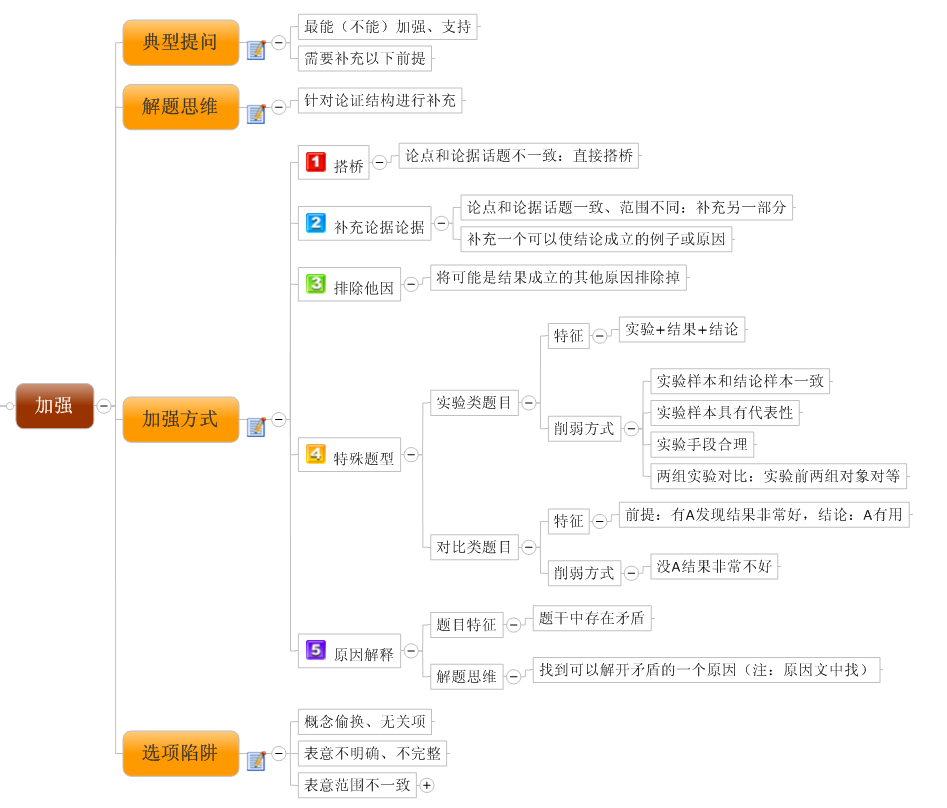 典型提问
最能（不能）加强、支持
需要补充以下前提
解题思维
针对论证结构进行补充
1 搭桥
论点和论据话题不一致：直接搭桥
2 补充论据论据
论点和论据话题一致、范围不同：补充另一部分
补充一个可以使结论成立的例子或原因
3 排除他因
将可能是结果成立的其他原因排除掉
加强
加强方式
4 特殊题型
实验类题目
特征
实验+结果+结论
削弱方式
实验样本和结论样本一致
实验样本具有代表性
实验手段合理
两组实验对比：实验前两组对象对等
对比类题目
特征
前提：有A发现结果非常好，结论：A有用
削弱方式
没A结果非常不好
5 原因解释
题目特征
题干中存在矛盾
解题思维
找到可以解开矛盾的一个原因（注：原因文中找）
选项陷阱
概念偷换、无关项
表意不明确、不完整
表意范围不一致